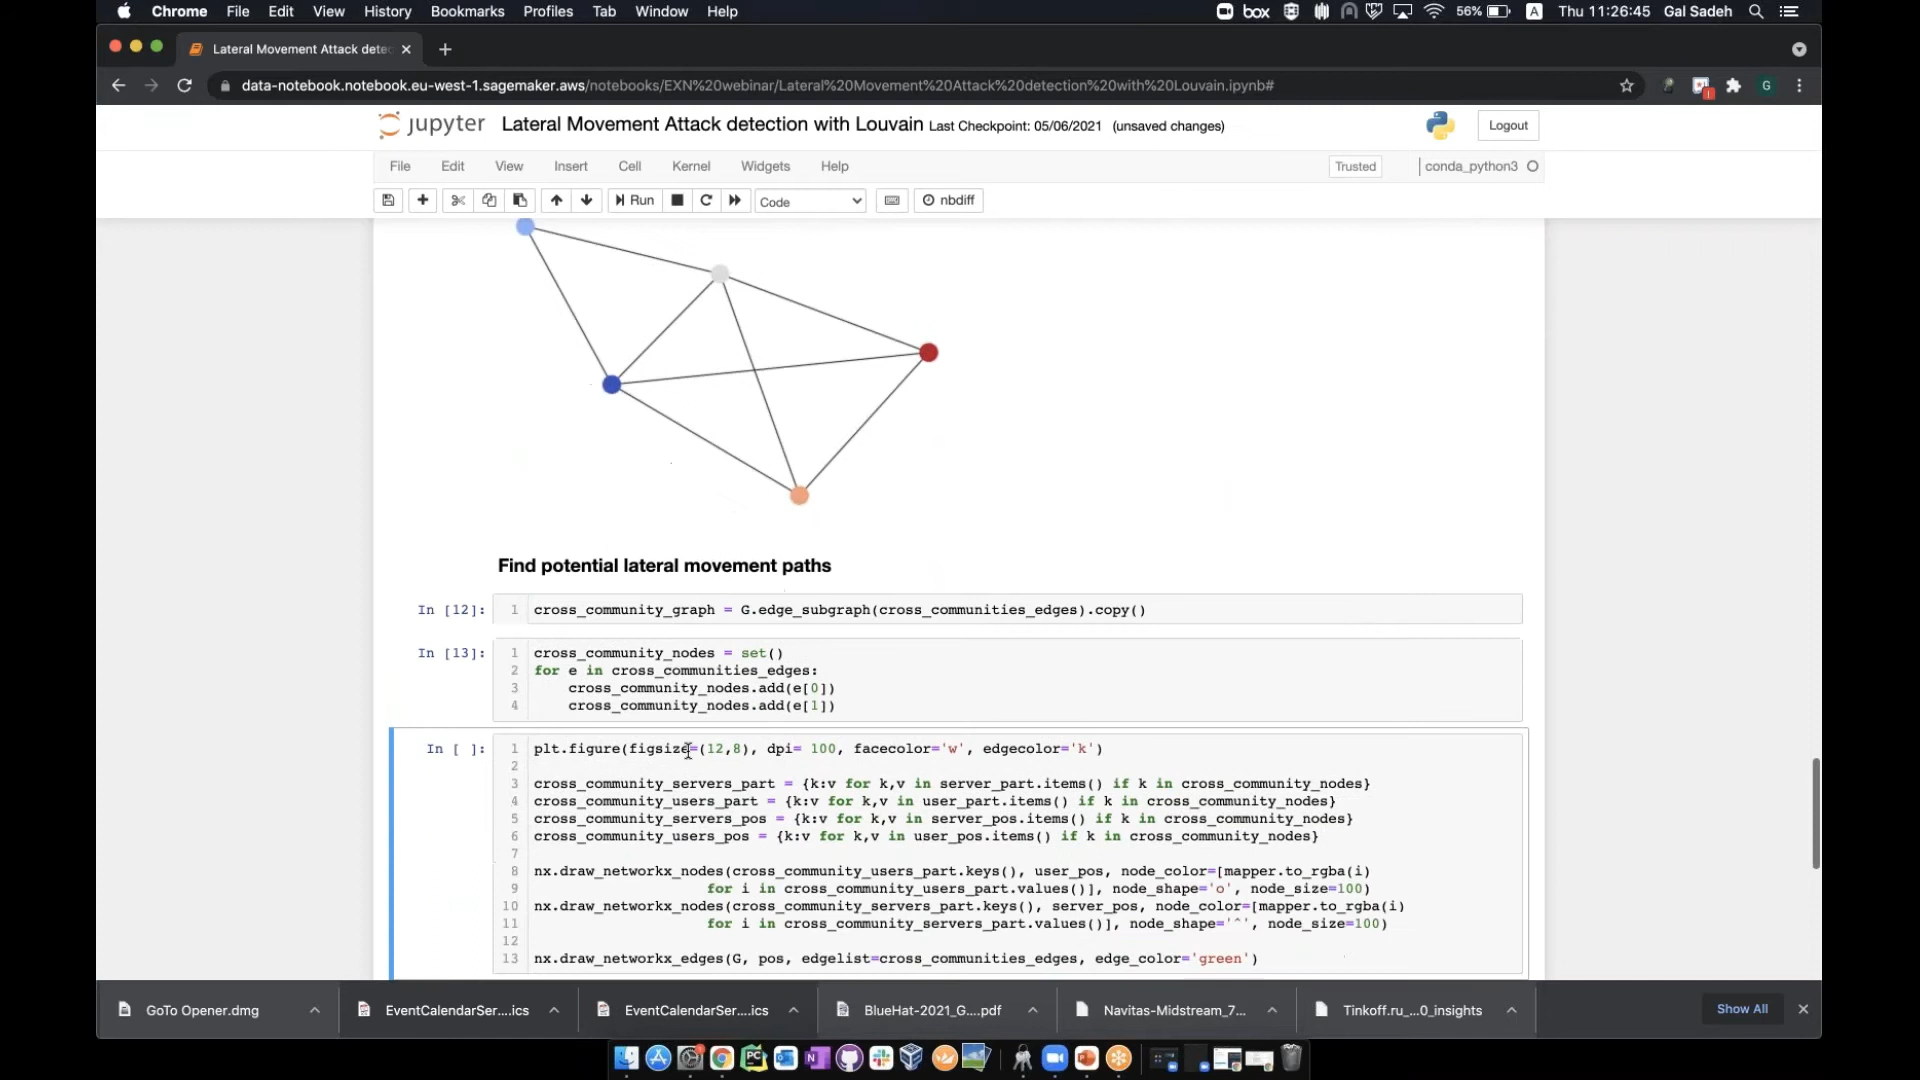 Chrome File Edit View History Bookmarks Profiles Tab Window Help box 56% A Thu 11:26:45 Gal Sadeh
Lateral Movement Attack dete
data-notebook.notebook.eu-west-1.sagemaker.aws/notebooks/EXN%20webinar/Lateral%20Movement%20Attack%20detection%20with%20Louvain.ipynb# G
jupyter Lateral Movement Attack detection with Louvain Last Checkpoint: 05/06/2021 (unsaved changes) Logout
File Edit View Insert Cell Kernel Widgets Help Trusted conda_python3
Run Code nbdiff
Find potential lateral movement paths
In [12]: 1 cross_community_graph = G.edge_subgraph(cross_communities_edges).copy()
In [13]: 1 cross_community_nodes = set()
2 for e in cross_communities_edges:
3 cross_community_nodes.add(e[0])
4 cross_community_nodes.add(e[1])
In [ ]: 1 plt.figure(figsize=(12,8), dpi= 100, facecolor='w', edgecolor='k')
2
3 cross_community_servers_part = {k:v for k,v in server_part.items() if k in cross_community_nodes}
4 cross_community_users_part = {k:v for k,v in user_part.items() if k in cross_community_nodes}
5 cross_community_servers_pos = {k:v for k,v in server_pos.items() if k in cross_community_nodes}
6 cross_community_users_pos = {k:v for k,v in user_pos.items() if k in cross_community_nodes}
7
8 nx.draw_networkx_nodes(cross_community_users_part.keys(), user_pos, node_color=[mapper.to_rgba(i)
9 for i in cross_community_users_part.values()], node_shape='o', node_size=100)
10 nx.draw_networkx_nodes(cross_community_servers_part.keys(), server_pos, node_color=[mapper.to_rgba(i)
11 for i in cross_community_servers_part.values()], node_shape='^', node_size=100)
12
13 nx.draw_networkx_edges(G, pos, edgelist=cross_communities_edges, edge_color='green')
GoTo Opener.dmg EventCalendarSer....ics EventCalendarSer....ics BlueHat-2021_G....pdf Navitas-Midstream_7... Tinkoff.ru_...0_insights Show All